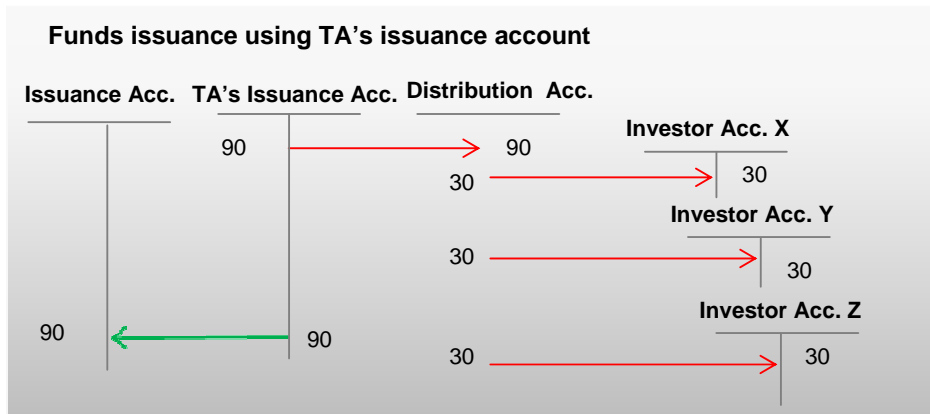 Funds issuance using TA's issuance account
Issuance Acc. TA's Issuance Acc. Distribution Acc.
Investor Acc. X
90 90
30 30
Investor Acc. Y
30 30
Investor Acc. Z
90 90
30 30